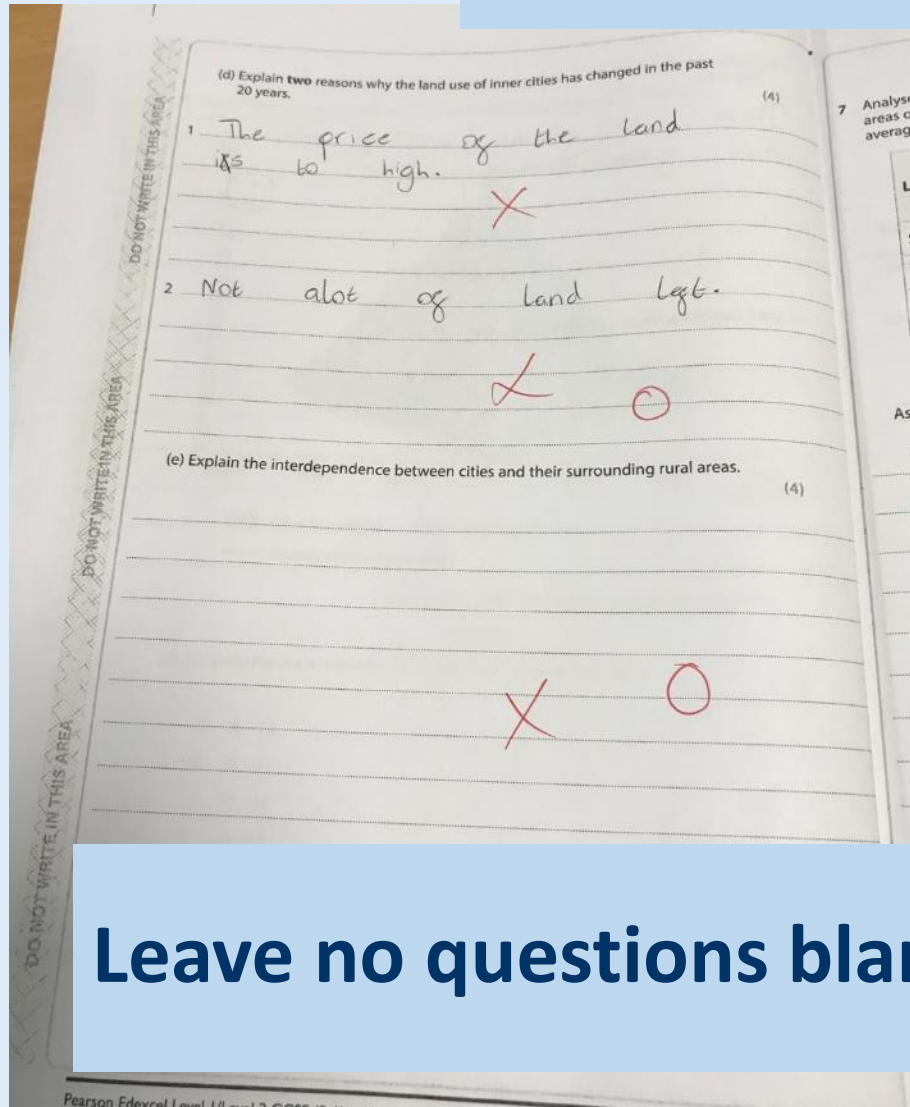 (d) Explain two reasons why the land use of inner cities has changed in the past
20 years.
(4)
1 The price of the land
is to high.
X
2 Not alot of land left.
X
0
(e) Explain the interdependence between cities and their surrounding rural areas.
(4)
X
0
DO NOT WRITE IN THIS AREA
DO NOT WRITE IN THIS AREA
DO NOT WRITE IN THIS AREA
7 Analyse
areas o
averag
L
As
Leave no questions blan
Pearson Edexcel Level